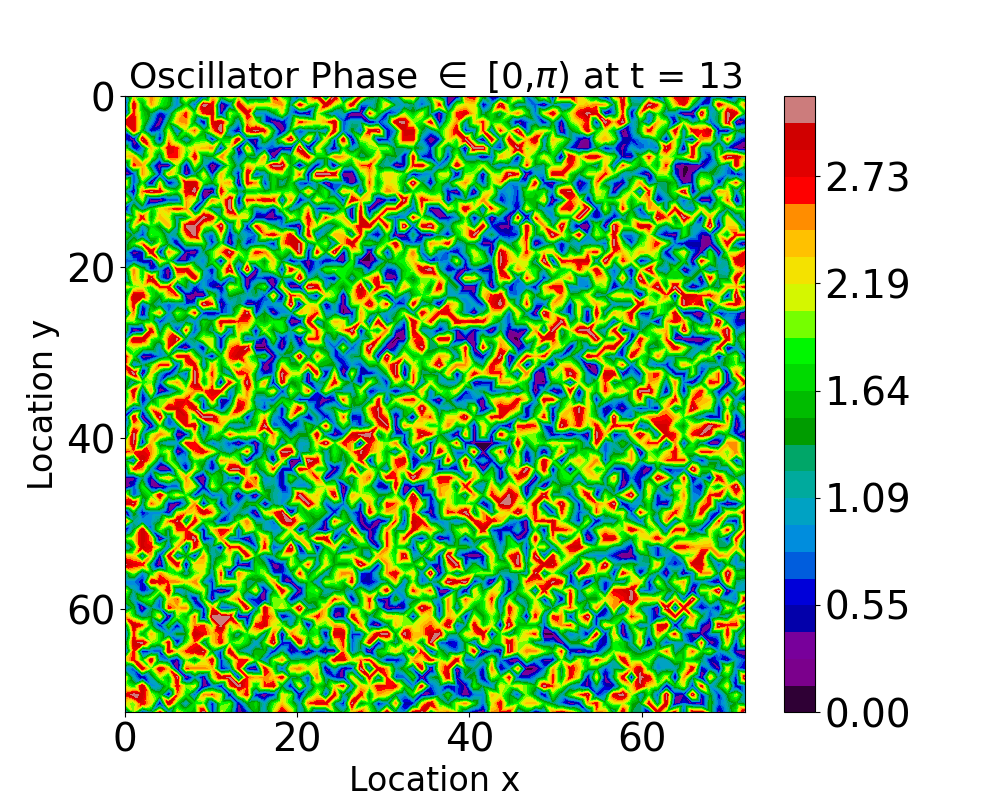 Oscillator Phase ∈ [0,π) at t = 13
0
20
40
60
Location y
0 20 40 60
Location x
2.73
2.19
1.64
1.09
0.55
0.00